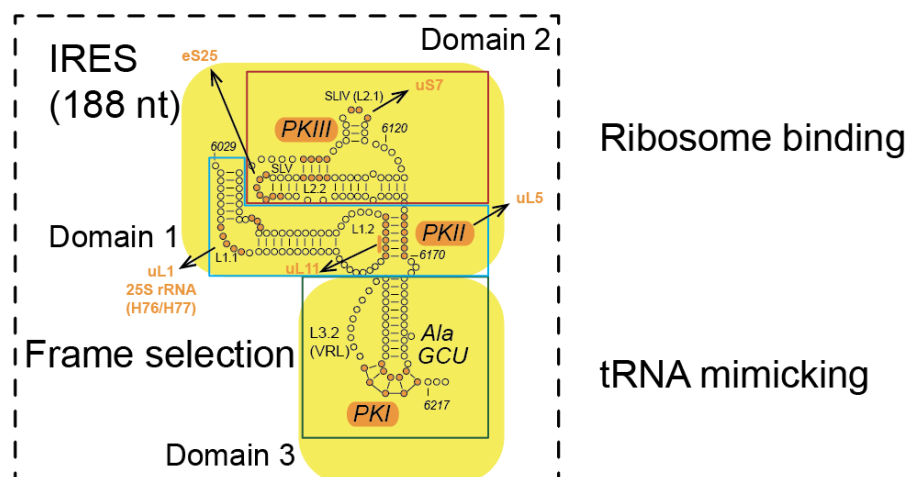 Domain 2
IRES
(188 nt)
eS25
uS7
SLIV (L2.1)
PKIII
6120
6029
SLV
L2.2
Ribosome binding
Domain 1
L1.2
PKII
uL5
L1.1
6170
uL1
25S rRNA
(H76/H77)
uL11
Frame selection
L3.2
(VRL)
Ala
GCU
PKI
6217
tRNA mimicking
Domain 3